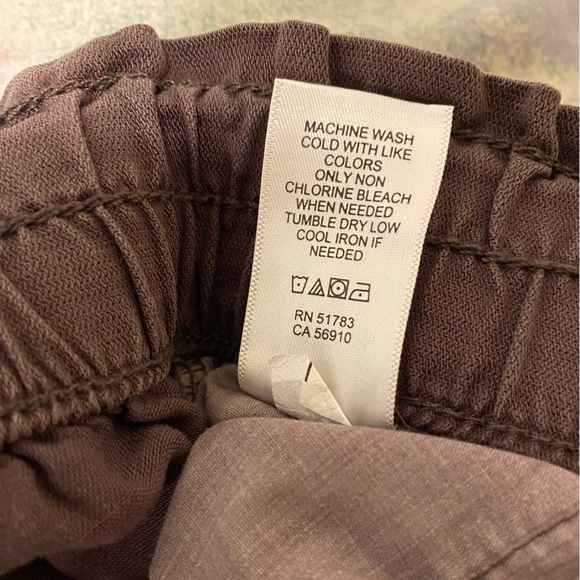 MACHINE WASH
COLD WITH LIKE
COLORS
ONLY NON
CHLORINE BLEACH
WHEN NEEDED
TUMBLE DRY LOW
COOL IRON IF
NEEDED
RN 51783
CA 56910